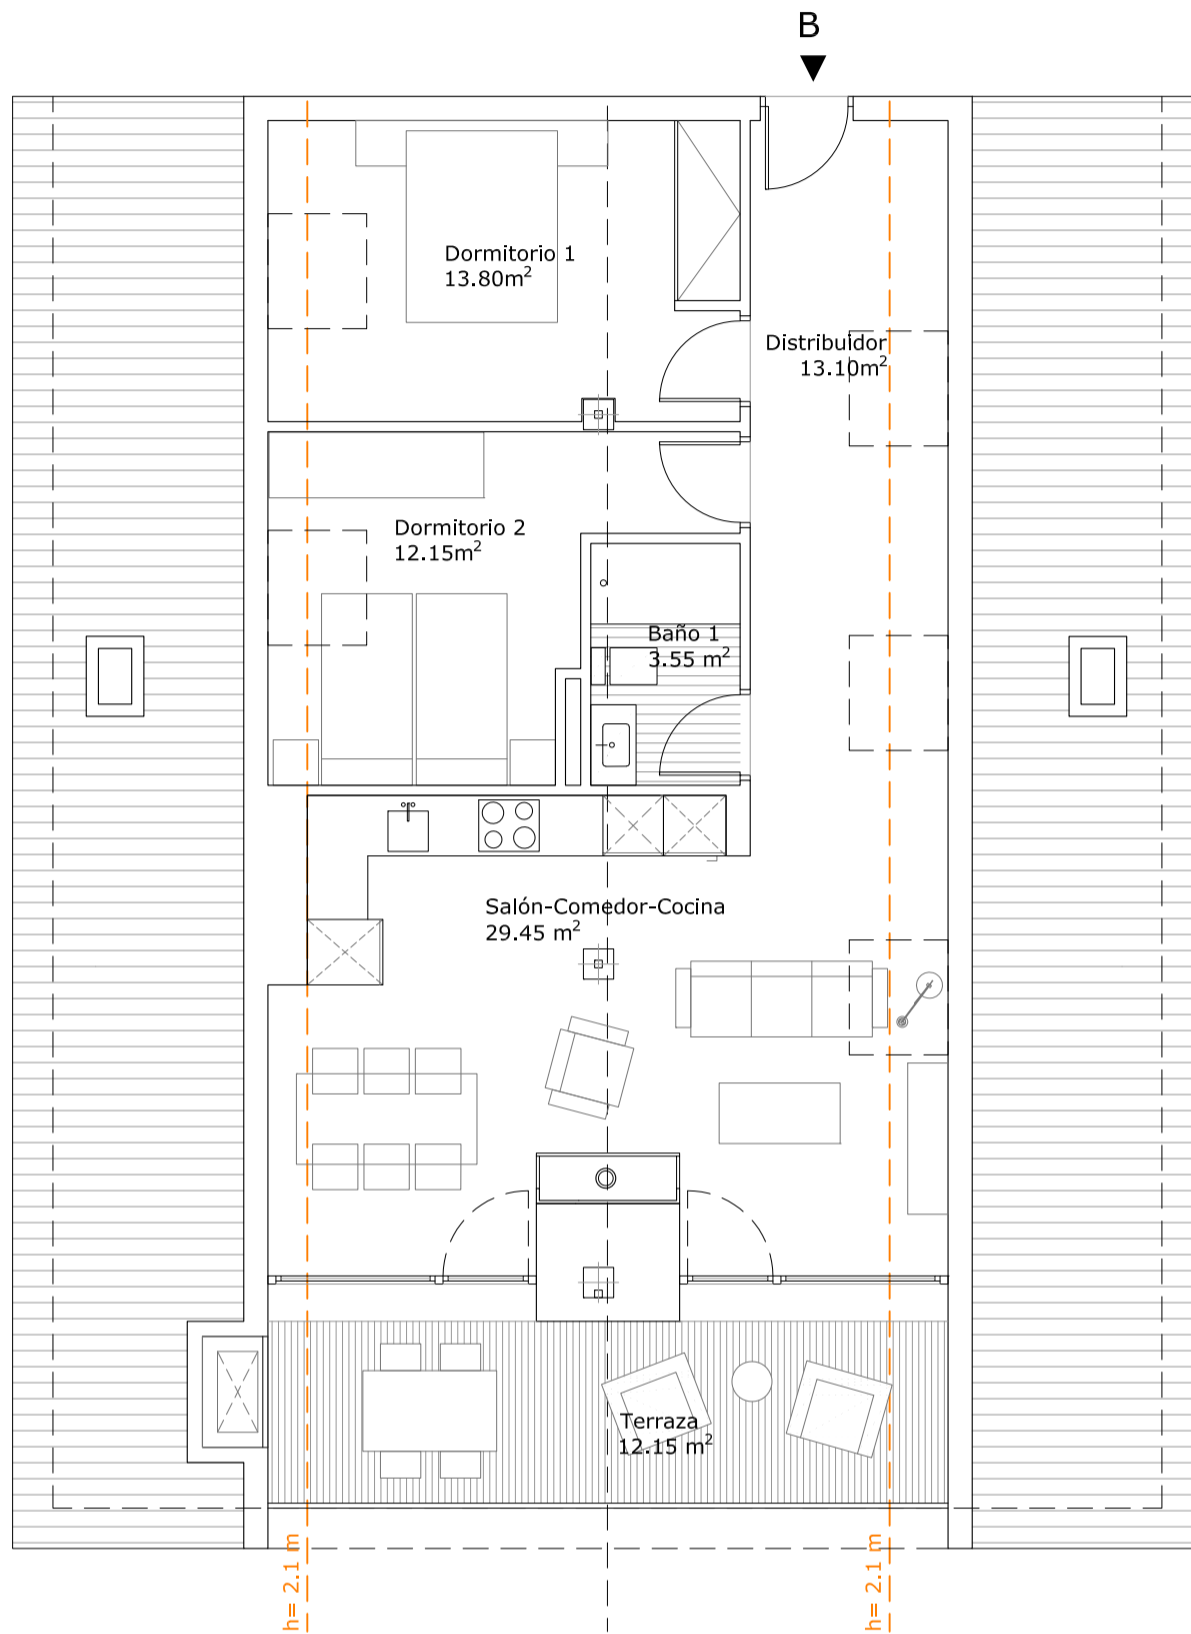 B
Dormitorio 1
13.80m²
Distribuidor
13.10m²
Dormitorio 2
12.15m²
Baño 1
3.55 m²
Salón-Comedor-Cocina
29.45 m²
Terraza
12.15 m²
h= 2.1 m
h= 2.1 m